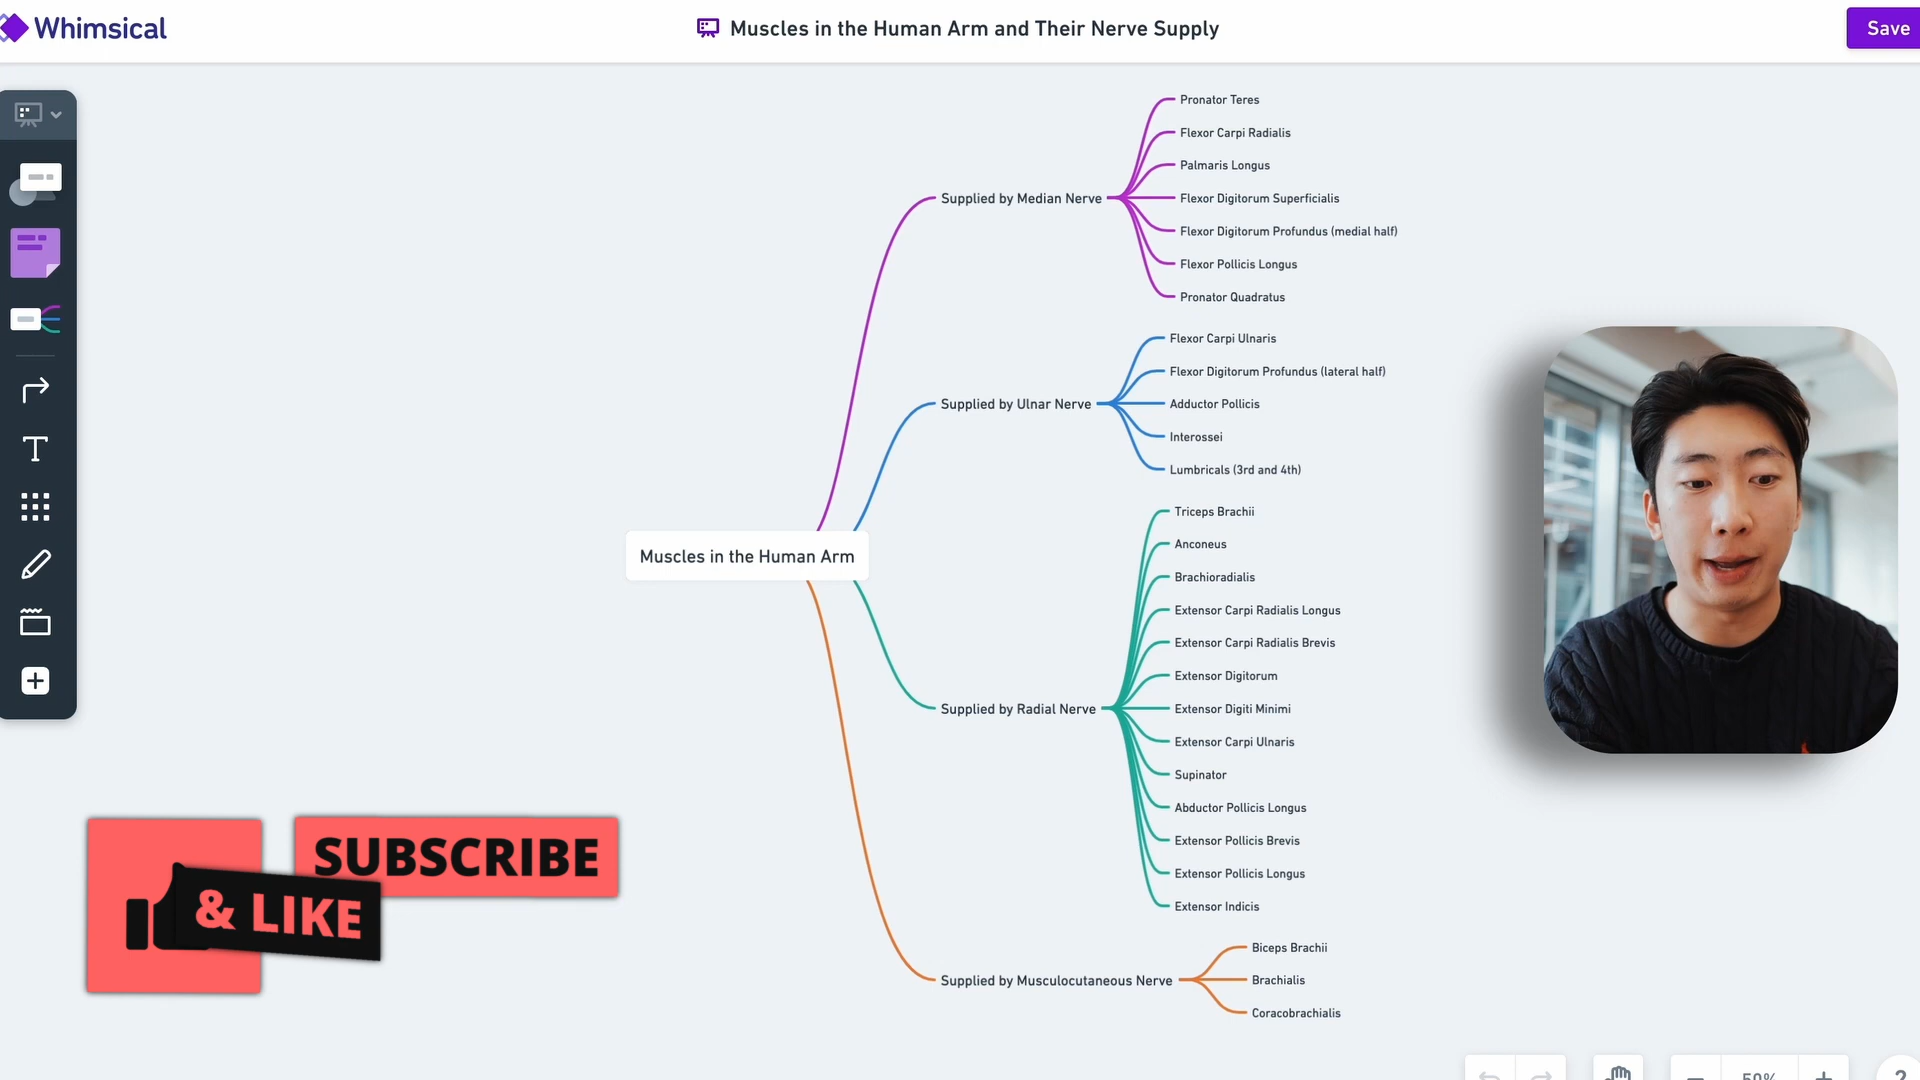 Whimsical
Muscles in the Human Arm and Their Nerve Supply
Save
Pronator Teres
Flexor Carpi Radialis
Palmaris Longus
Supplied by Median Nerve
Flexor Digitorum Superficialis
Flexor Digitorum Profundus (medial half)
Flexor Pollicis Longus
Pronator Quadratus
Flexor Carpi Ulnaris
Flexor Digitorum Profundus (lateral half)
Supplied by Ulnar Nerve
Adductor Pollicis
Interossei
Lumbricals (3rd and 4th)
Muscles in the Human Arm
Triceps Brachii
Anconeus
Brachioradialis
Extensor Carpi Radialis Longus
Extensor Carpi Radialis Brevis
Extensor Digitorum
Supplied by Radial Nerve
Extensor Digiti Minimi
Extensor Carpi Ulnaris
Supinator
Abductor Pollicis Longus
Extensor Pollicis Brevis
Extensor Pollicis Longus
Extensor Indicis
Supplied by Musculocutaneous Nerve
Biceps Brachii
Brachialis
Coracobrachialis
SUBSCRIBE
& LIKE